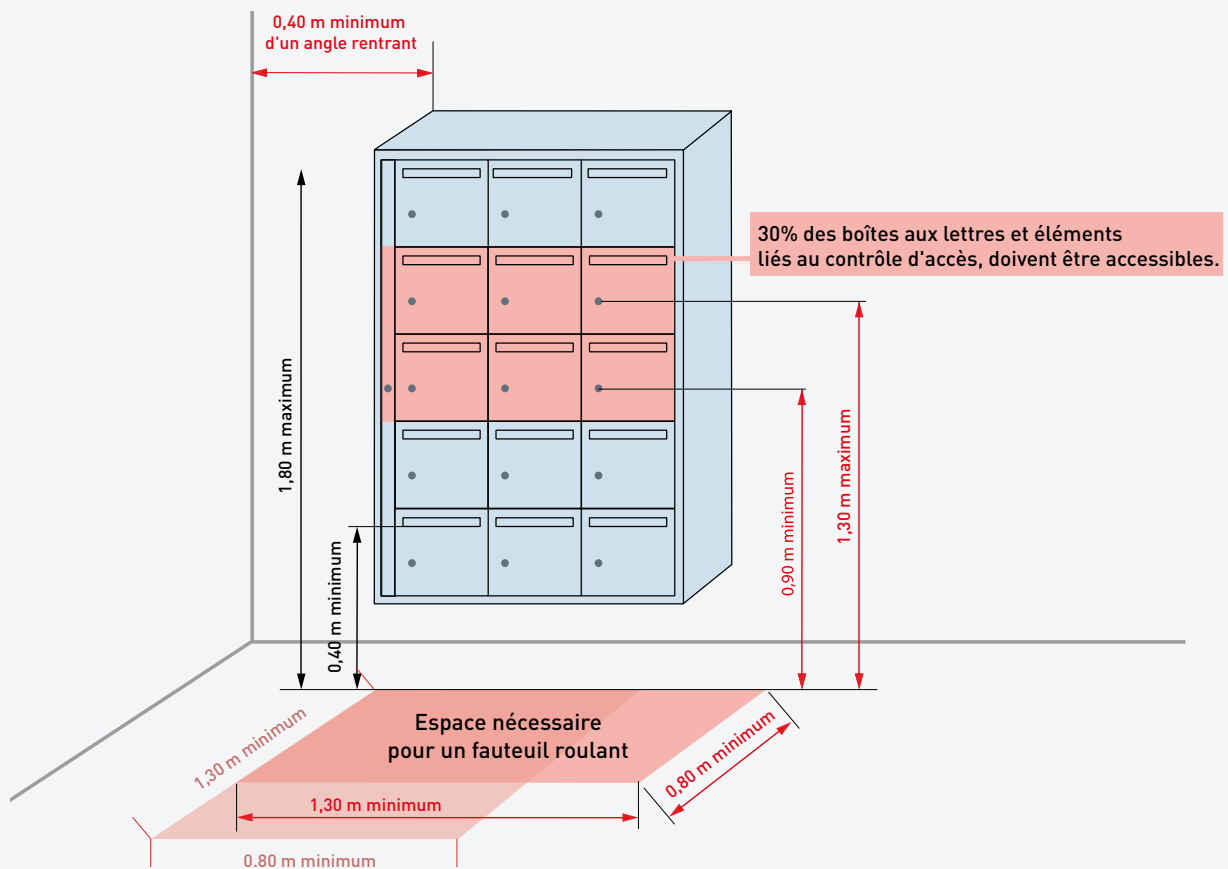 0,40 m minimum
d'un angle rentrant
30% des boîtes aux lettres et éléments
liés au contrôle d'accès, doivent être accessibles.
1,80 m maximum
0,40 m minimum
0,90 m minimum
1,30 m maximum
Espace nécessaire
pour un fauteuil roulant
1,30 m minimum
0,80 m minimum
1,30 m minimum
0.80 m minimum